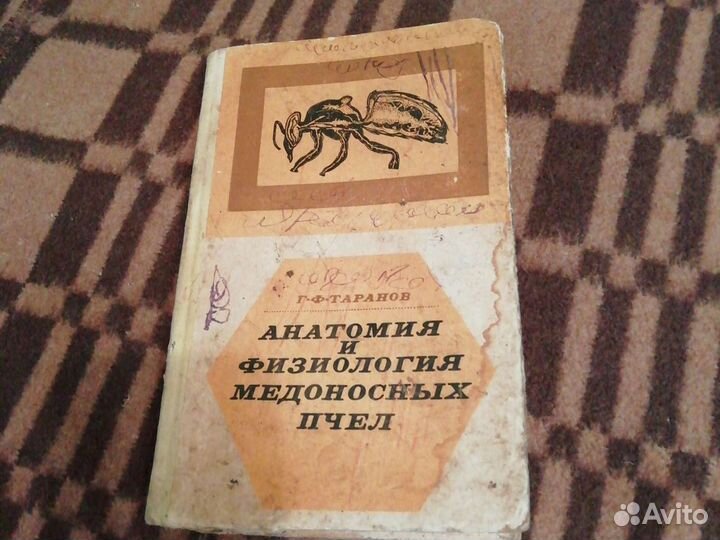 Г·Ф·ТАРАНОВ
АНАТОМИЯ
И
ФИЗИОЛОГИЯ
МЕДОНОСНЫХ
ПЧЕЛ
Avito